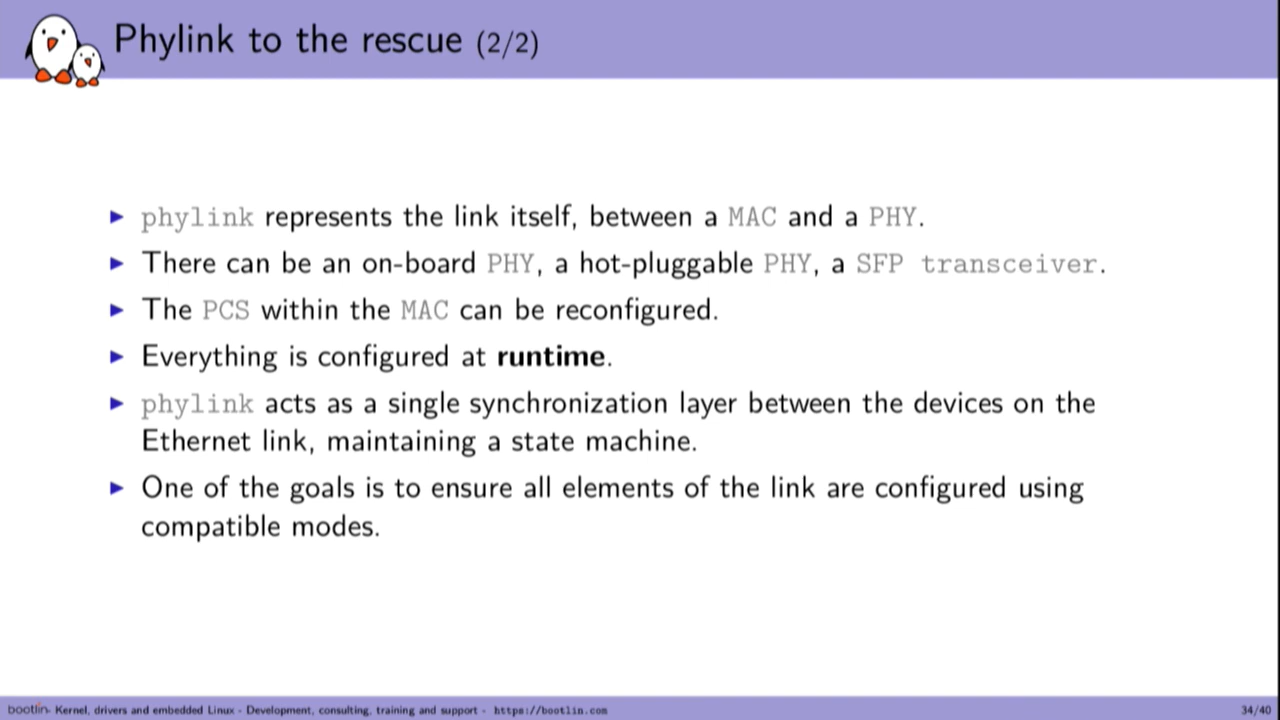 Phylink to the rescue (2/2)
▶ phylink represents the link itself, between a MAC and a PHY.
▶ There can be an on-board PHY, a hot-pluggable PHY, a SFP transceiver.
▶ The PCS within the MAC can be reconfigured.
▶ Everything is configured at runtime.
▶ phylink acts as a single synchronization layer between the devices on the
Ethernet link, maintaining a state machine.
▶ One of the goals is to ensure all elements of the link are configured using
compatible modes.
bootlin- Kernel, drivers and embedded Linux - Development, consulting, training and support - https://bootlin.com
34/40